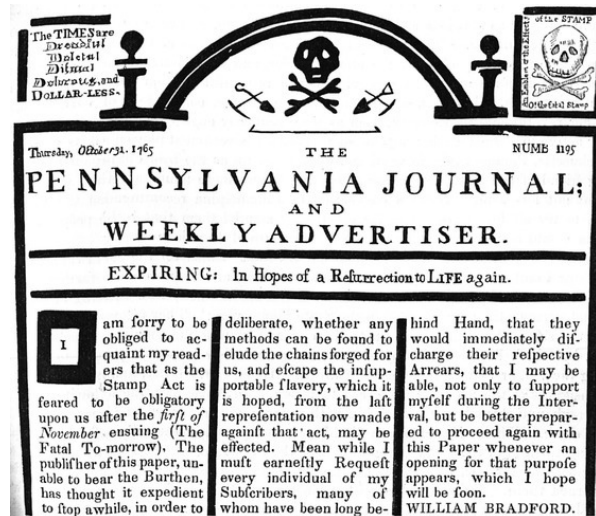 The TIMES are
Dreadful
Diſmal
Dolorous, and
DOLLAR-LESS.
of the STAMP
An Emblem of the Effects
O! the fatal Stamp
Thursday, October 31. 1765
THE
NUMB 1195
PENNSYLVANIA JOURNAL;
AND
WEEKLY ADVERTISER.
EXPIRING: In Hopes of a Reſurrection to LIFE again.
I am ſorry to be
obliged to ac-
quaint my read-
ers that as the
Stamp Act is
feared to be obligatory
upon us after the firſt of
November ensuing (The
Fatal To-morrow), The
publiſher of this paper, un-
able to bear the Burthen,
has thought it expedient
to ſtop awhile, in order to
deliberate, whether any
methods can be found to
elude the chains forged for
us, and eſcape the inſup-
portable ſlavery, which it
is hoped, from the laſt
repreſentation now made
againſt that act, may be
effected. Mean while I
muſt earneſtly Requeſt
every individual of my
Subſcribers, many of
whom have been long be-
hind Hand, that they
would immediately diſ-
charge their reſpective
Arrears, that I may be
able, not only to ſupport
myſelf during the Inter-
val, but be better prepar-
ed to proceed again with
this Paper whenever an
opening for that purpoſe
appears, which I hope
will be ſoon.
WILLIAM BRADFORD.